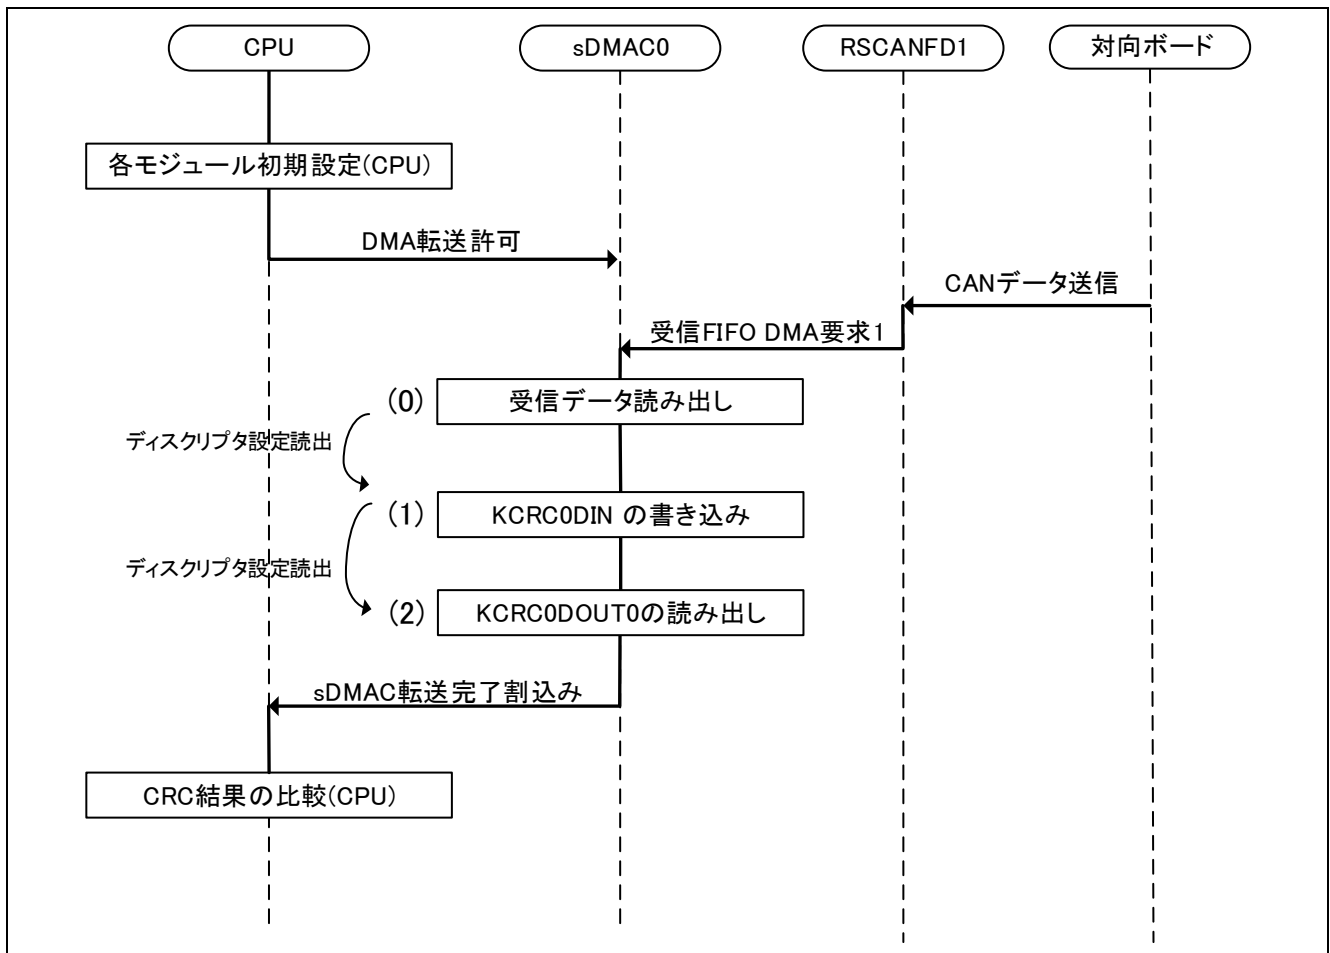 CPU
sDMAC0
RSCANFD1
対向ボード
各モジュール初期設定(CPU)
DMA転送許可
CANデータ送信
受信FIFO DMA要求1
(0)
受信データ読み出し
ディスクリプタ設定読出
(1)
KCRC0DIN の書き込み
ディスクリプタ設定読出
(2)
KCRC0DOUT0の読み出し
sDMAC転送完了割込み
CRC結果の比較(CPU)